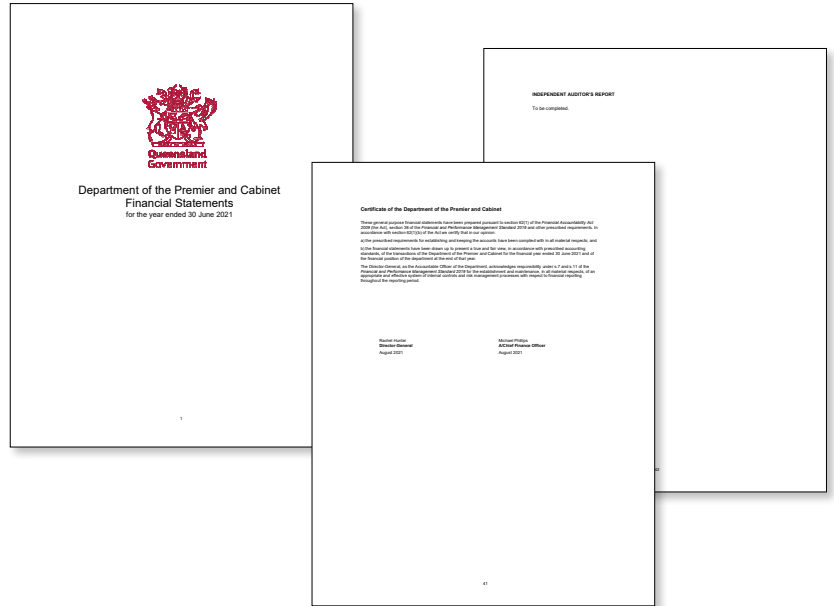 Queensland
Government
Department of the Premier and Cabinet
Financial Statements
for the year ended 30 June 2021
1
INDEPENDENT AUDITOR'S REPORT
To be completed.
Certificate of the Department of the Premier and Cabinet
These general purpose financial statements have been prepared pursuant to section 62(1) of the Financial Accountability Act
2009 (the Act), section 38 of the Financial and Performance Management Standard 2019 and other prescribed requirements. In
accordance with section 62(1)(b) of the Act we certify that in our opinion:
a) the prescribed requirements for establishing and keeping the accounts have been complied with in all material respects; and
b) the financial statements have been drawn up to present a true and fair view, in accordance with prescribed accounting
standards, of the transactions of the Department of the Premier and Cabinet for the financial year ended 30 June 2021 and of
the financial position of the department at the end of that year.
The Director-General, as the Accountable Officer of the Department, acknowledges responsibility under s.7 and s.11 of the
Financial and Performance Management Standard 2019 for the establishment and maintenance, in all material respects, of an
appropriate and effective system of internal controls and risk management processes with respect to financial reporting
throughout the reporting period.
Rachel Hunter
Director-General
August 2021
Michael Phillips
A/Chief Finance Officer
August 2021
41